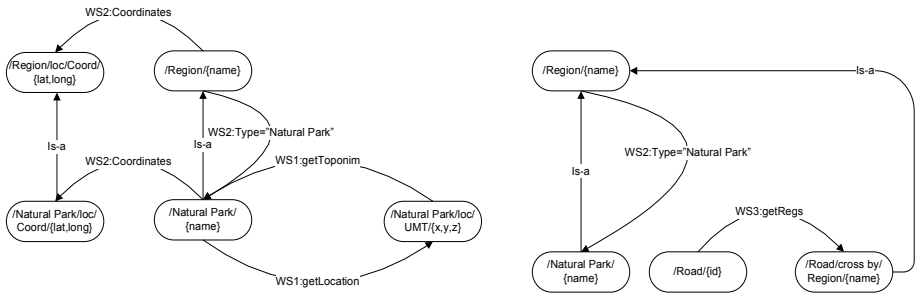 WS2:Coordinates
/Region/loc/Coord/
{lat,long}
/Region/{name}
Is-a
Is-a
WS2:Type="Natural Park"
WS2:Coordinates
WS1:getToponim
/Natural Park/loc/
Coord/{lat,long}
/Natural Park/
{name}
/Natural Park/loc/
UMT/{x,y,z}
WS1:getLocation
/Region/{name}
Is-a
WS2:Type="Natural Park"
Is-a
WS3:getRegs
/Natural Park/
{name}
/Road/{id}
/Road/cross by/
Region/{name}